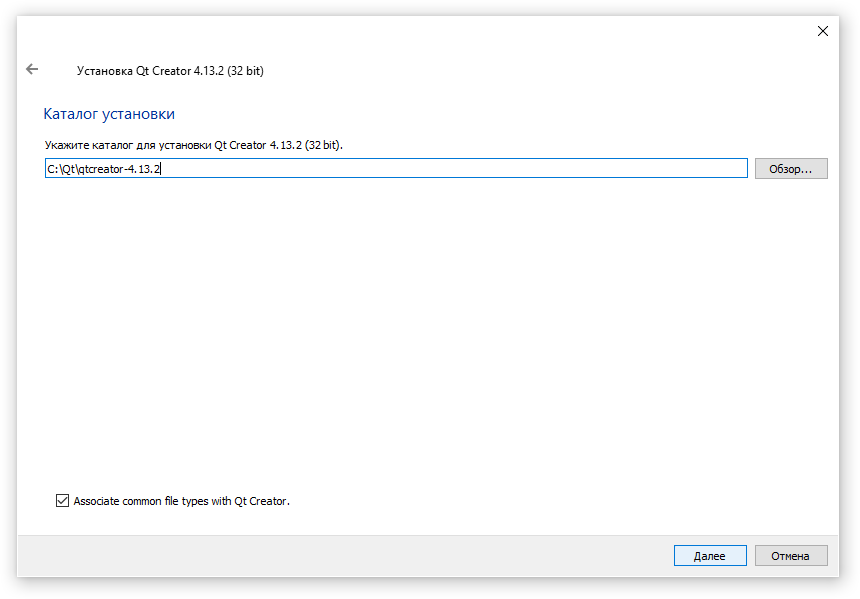 Установка Qt Creator 4.13.2 (32 bit)
Каталог установки
Укажите каталог для установки Qt Creator 4.13.2 (32 bit).
C:\Qt\qtcreator-4.13.2
Обзор...
Associate common file types with Qt Creator.
Далее
Отмена